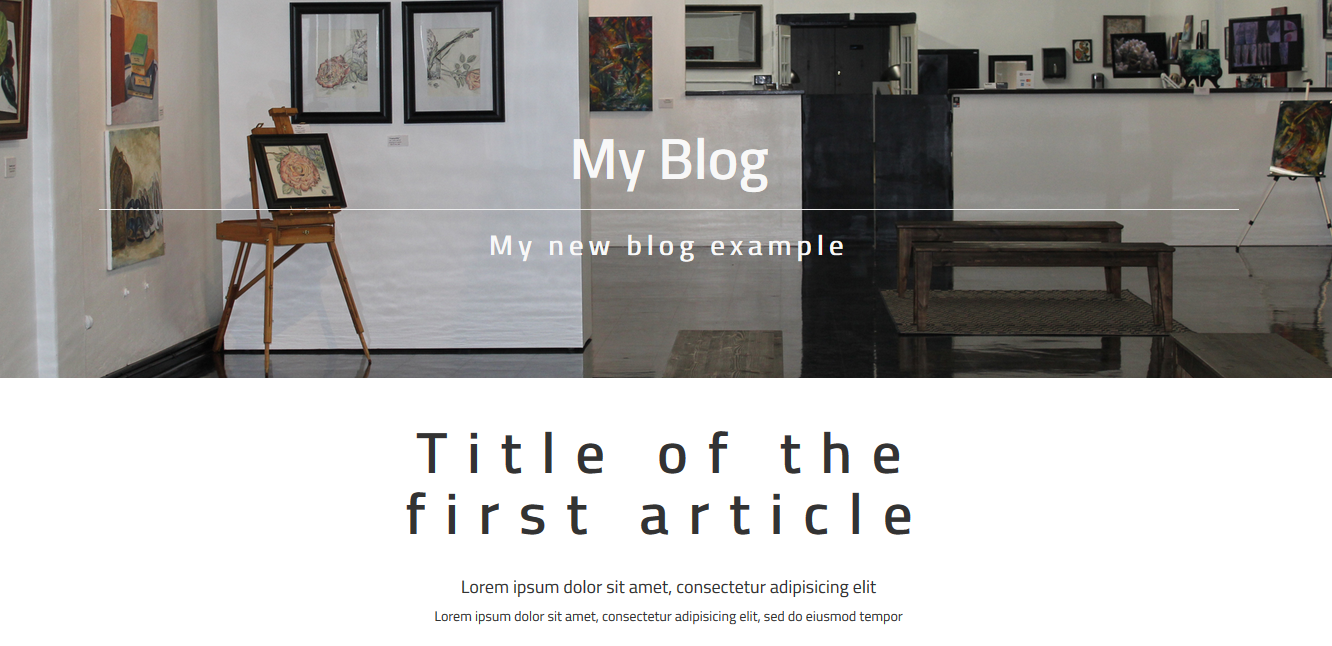 My Blog
My new blog example
Title of the
first article
Lorem ipsum dolor sit amet, consectetur adipisicing elit
Lorem ipsum dolor sit amet, consectetur adipisicing elit, sed do eiusmod tempor